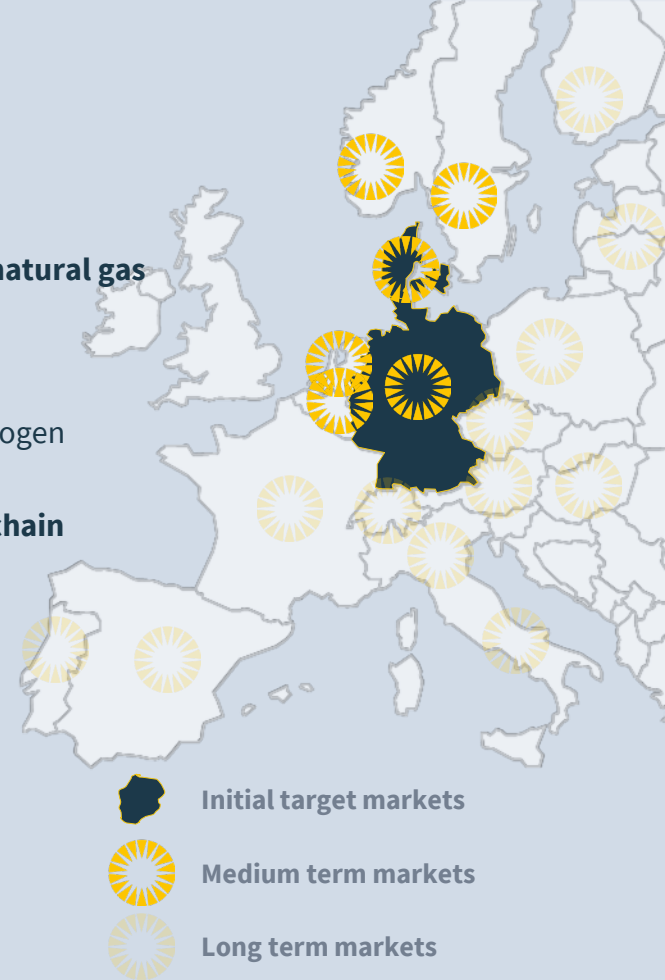 natural gas
ogen
chain
Initial target markets
Medium term markets
Long term markets